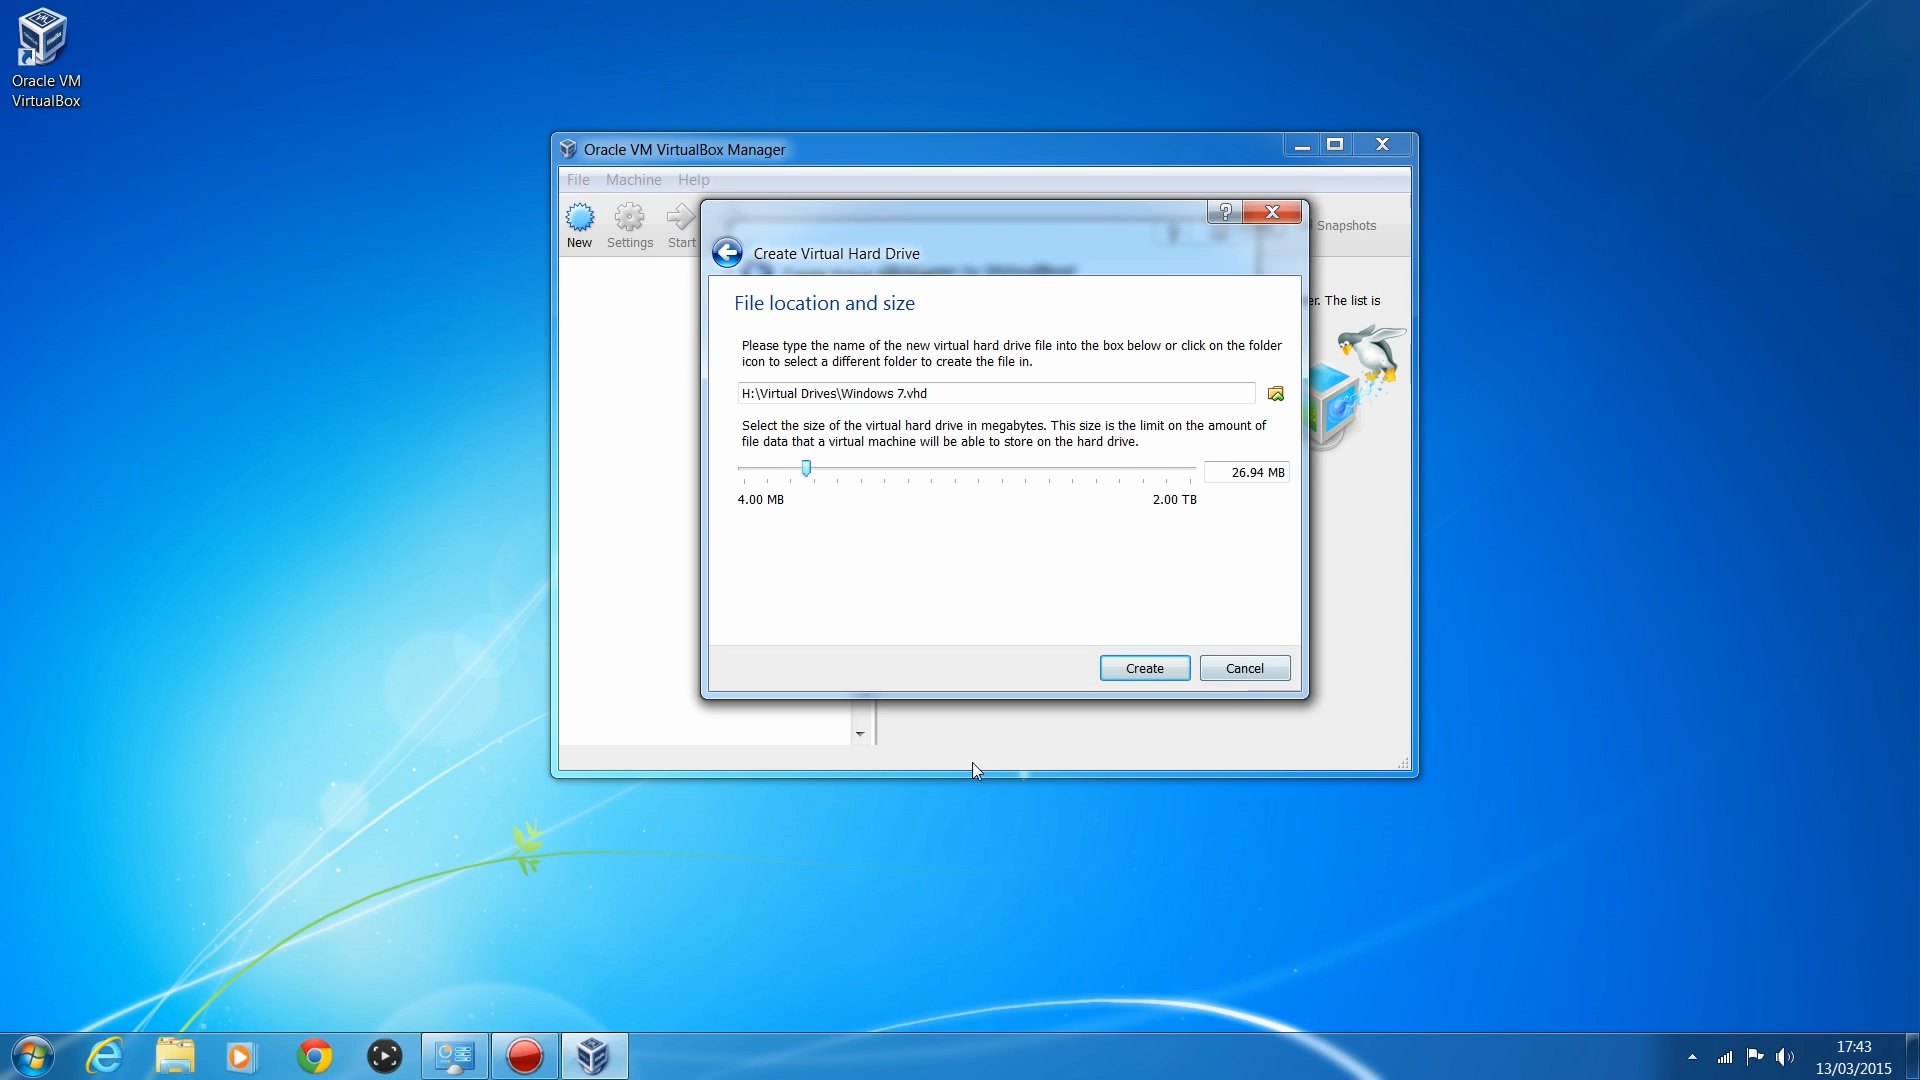 Oracle VM
VirtualBox
Oracle VM VirtualBox Manager
File Machine Help
New Settings Start Snapshots
er. The list is
Create Virtual Hard Drive
File location and size
Please type the name of the new virtual hard drive file into the box below or click on the folder
icon to select a different folder to create the file in.
H:\Virtual Drives\Windows 7.vhd
Select the size of the virtual hard drive in megabytes. This size is the limit on the amount of
file data that a virtual machine will be able to store on the hard drive.
26.94 MB
4.00 MB 2.00 TB
Create Cancel
17:43
13/03/2015